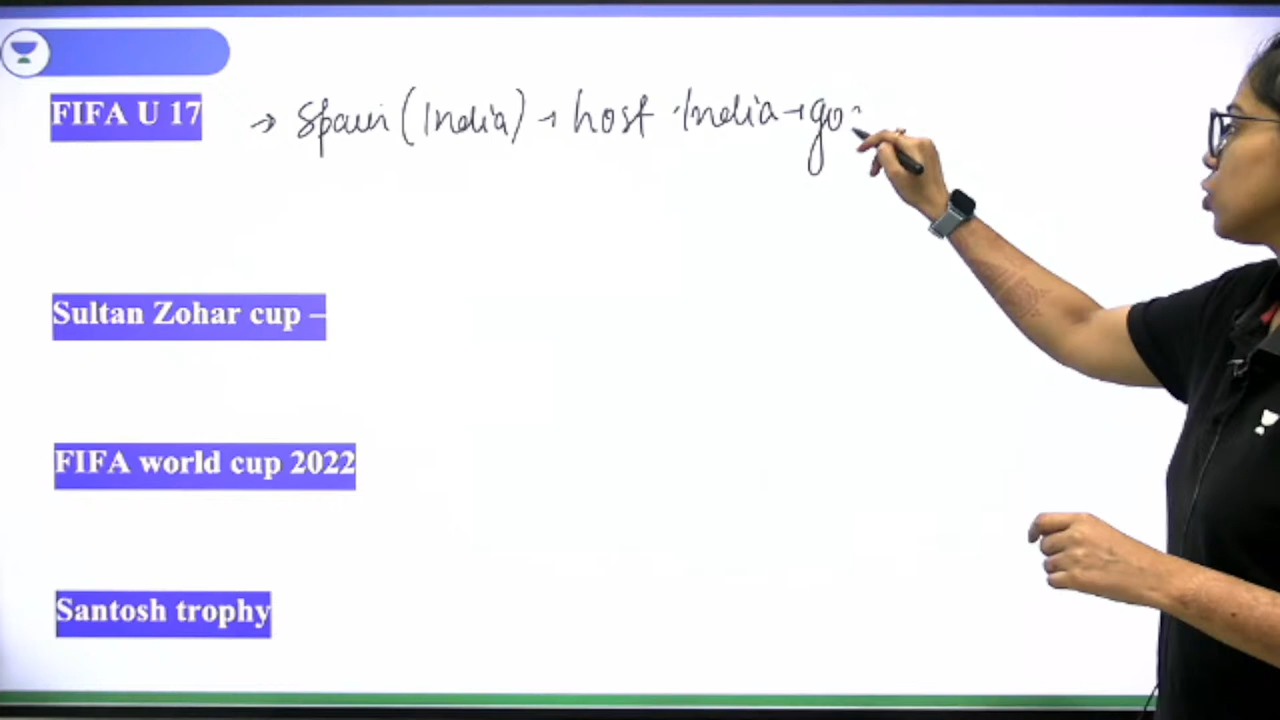 FIFA U 17 → Spain (India) → host India → go
Sultan Zohar cup –
FIFA world cup 2022
Santosh trophy